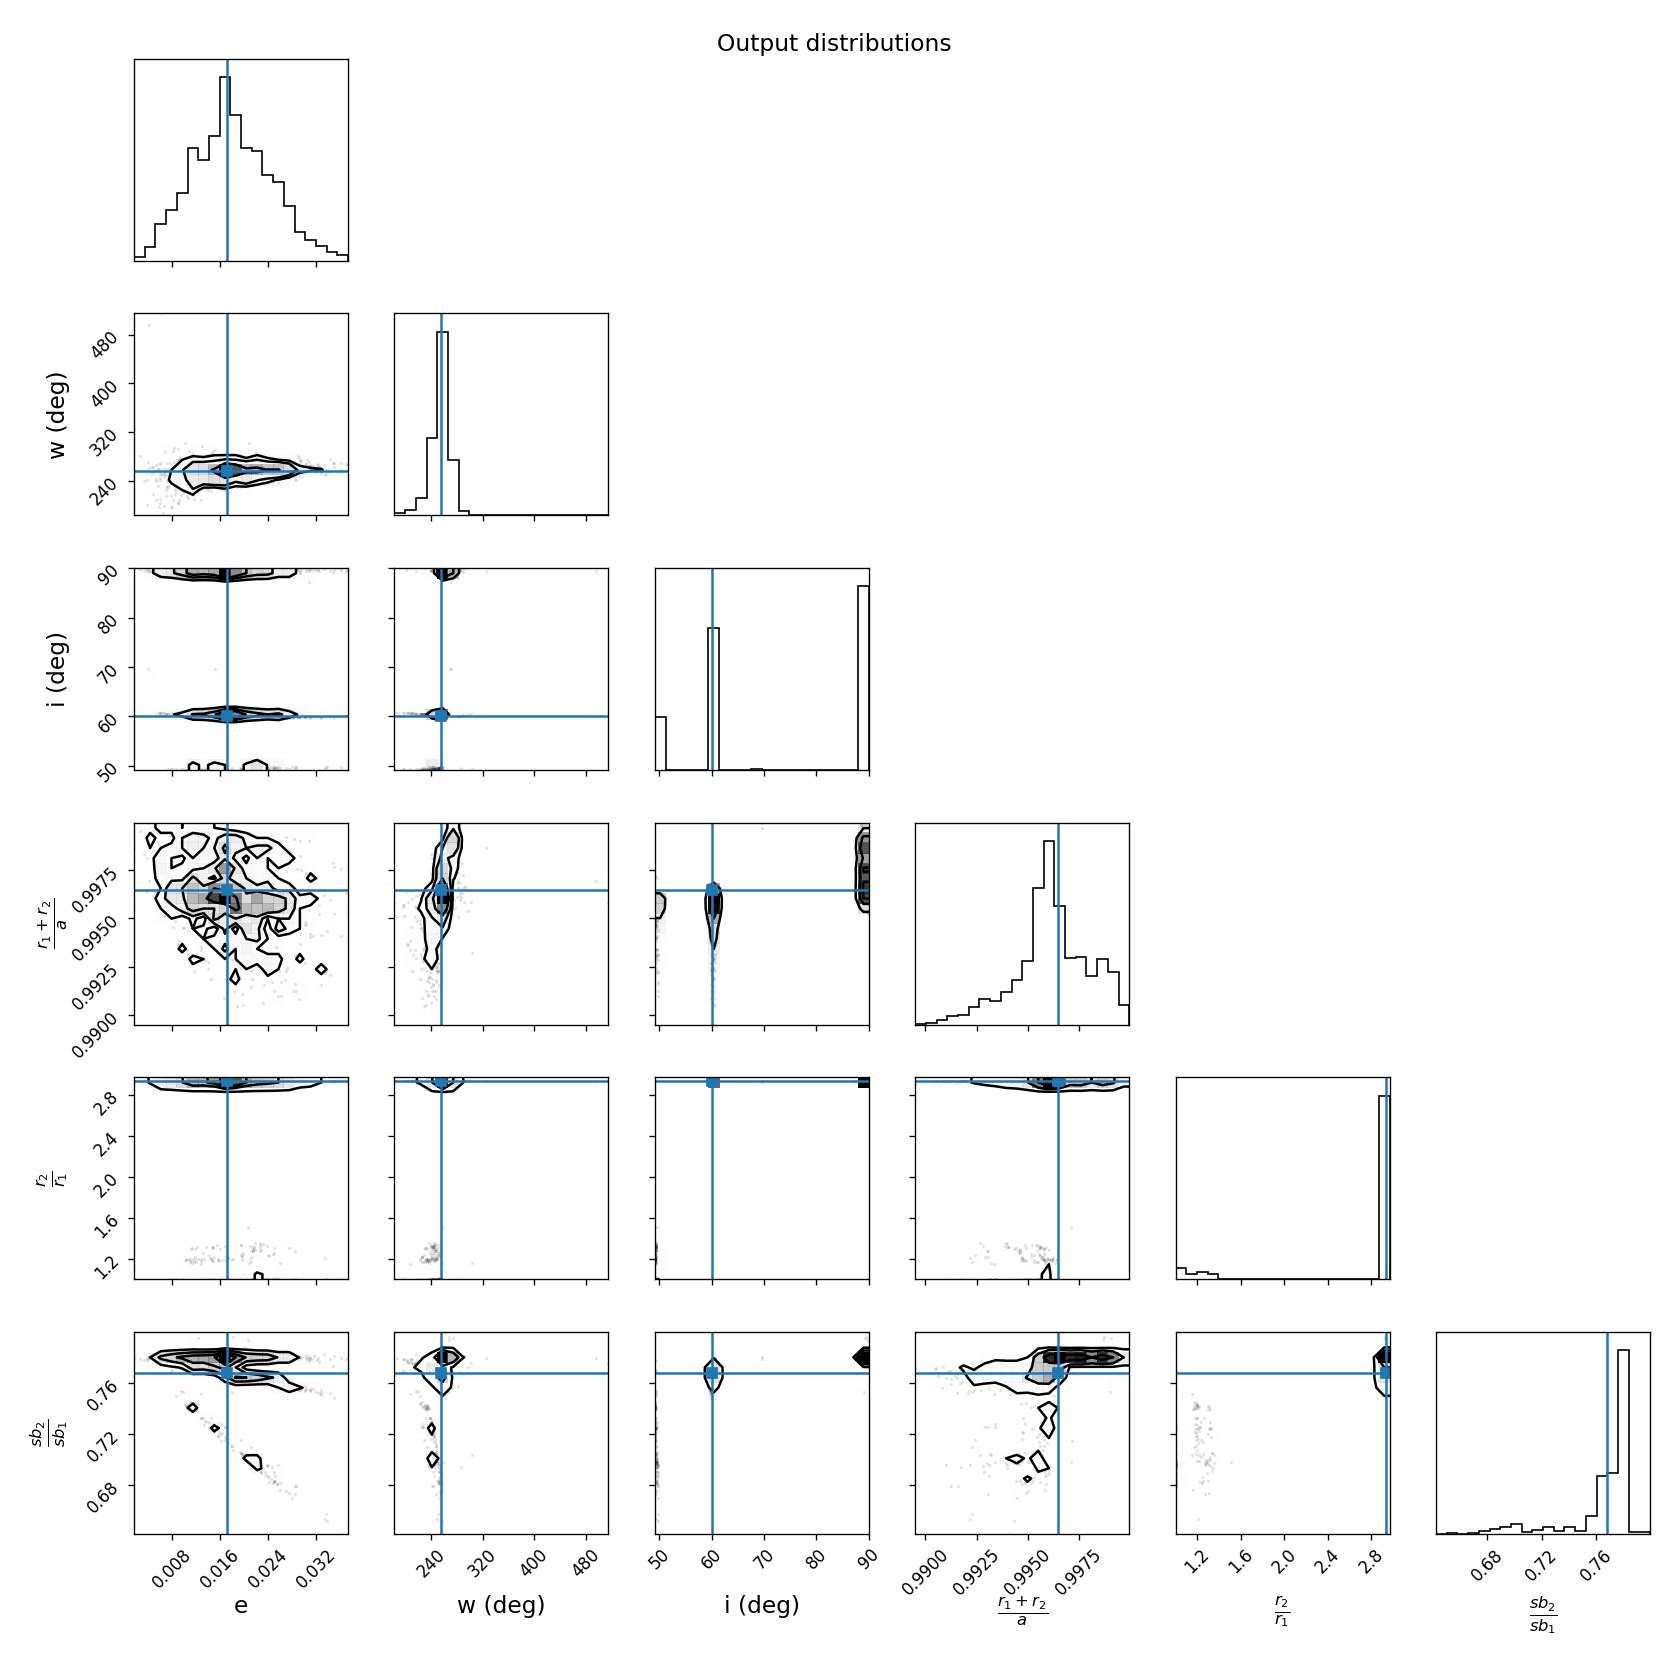 Output distributions
w (deg)
480
400
320
240
i (deg)
90
80
70
60
50
r₁ + r₂
a
0.9975
0.9950
0.9925
0.9900
r₂
r₁
2.8
2.4
2.0
1.6
1.2
sb₂
sb₁
0.76
0.72
0.68
0.008 0.016 0.024 0.032
240 320 400 480
50 60 70 80 90
0.9900 0.9925 0.9950 0.9975
1.2 1.6 2.0 2.4 2.8
0.68 0.72 0.76
e
w (deg)
i (deg)
r₁ + r₂
a
r₂
r₁
sb₂
sb₁